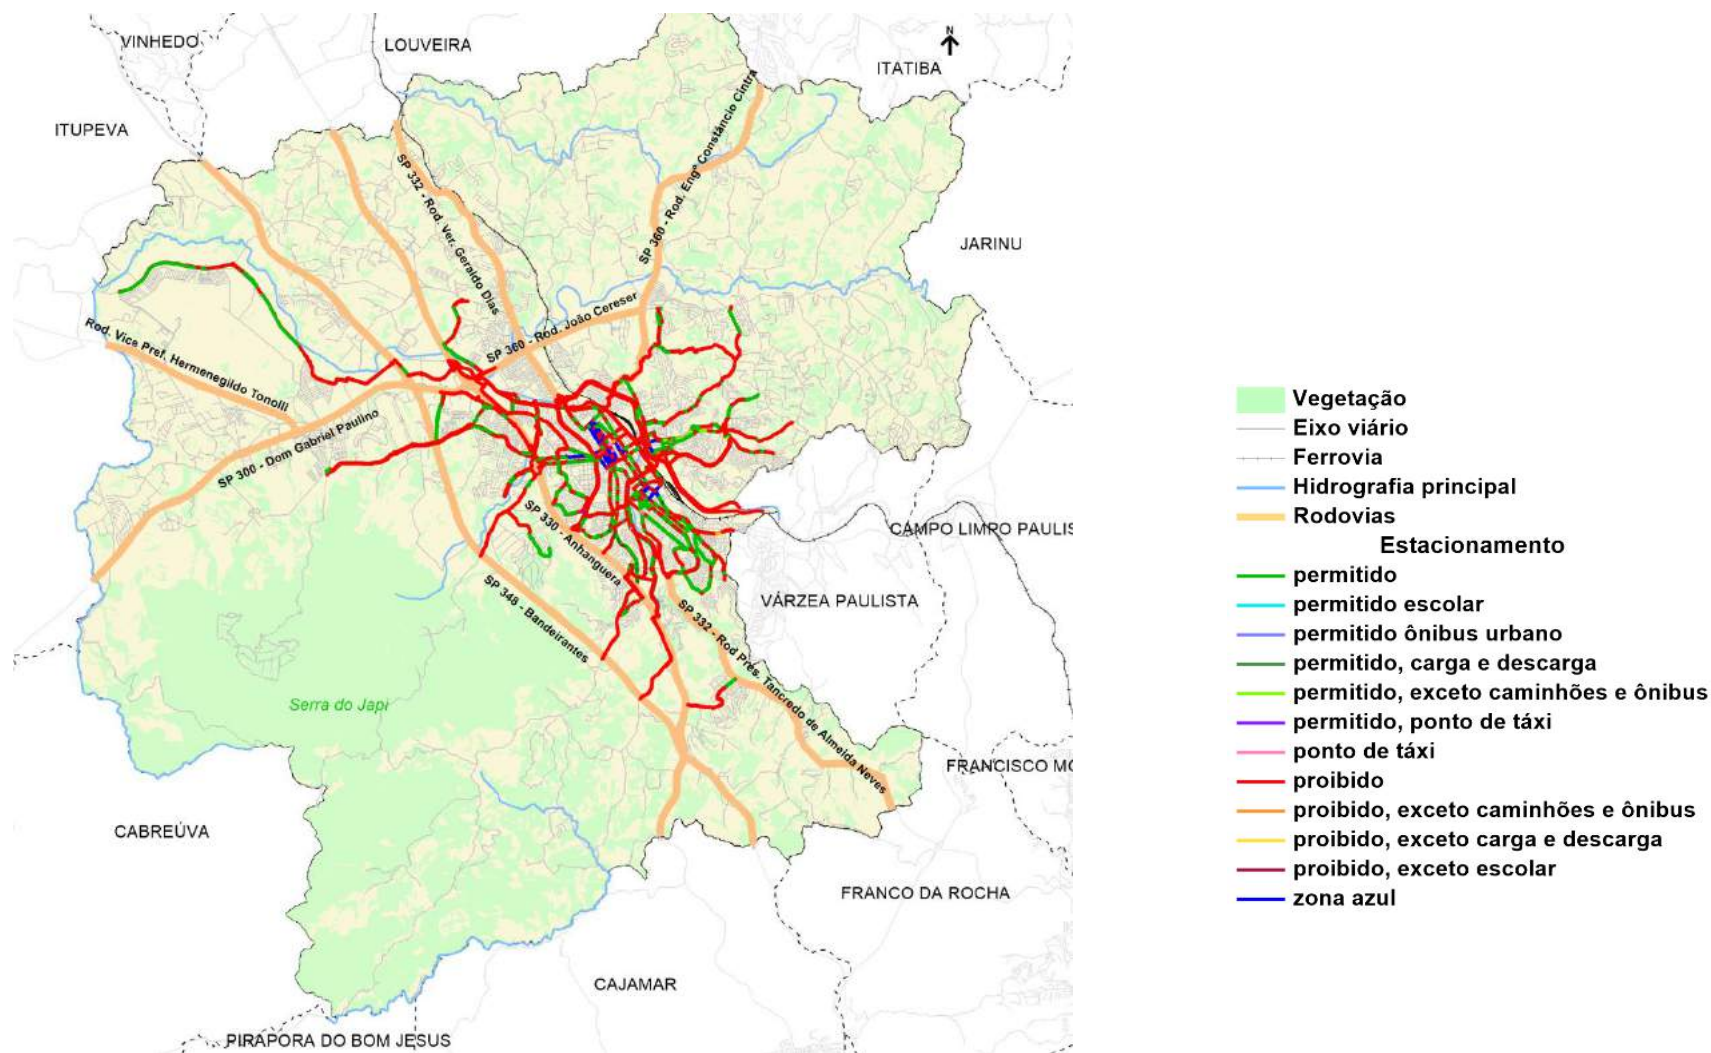 VINHEDO
LOUVEIRA
N
ITATIBA
ITUPEVA
JARINU
SP 332 - Rod. Ver. Geraldo Dias
SP 360 - Rod. Engº Constâncio Cintra
SP 360 - Rod. João Cereser
Rod. Vice Pref. Hermenegildo Tonolli
SP 300 - Dom Gabriel Paulino
SP 330 - Anhanguera
SP 348 - Bandeirantes
SP 332 - Rod Pres. Tancredo de Almeida Neves
CAMPO LIMPO PAULIS
VÁRZEA PAULISTA
Serra do Japi
FRANCISCO MO
CABREÚVA
FRANCO DA ROCHA
CAJAMAR
PIRAPORA DO BOM JESUS
Vegetação
Eixo viário
Ferrovia
Hidrografia principal
Rodovias
Estacionamento
permitido
permitido escolar
permitido ônibus urbano
permitido, carga e descarga
permitido, exceto caminhões e ônibus
permitido, ponto de táxi
ponto de táxi
proibido
proibido, exceto caminhões e ônibus
proibido, exceto carga e descarga
proibido, exceto escolar
zona azul